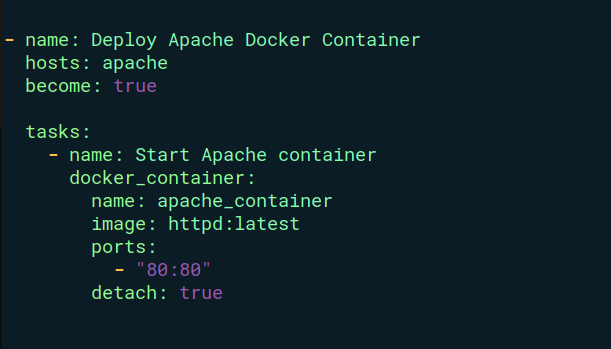 - name: Deploy Apache Docker Container
  hosts: apache
  become: true

  tasks:
    - name: Start Apache container
      docker_container:
        name: apache_container
        image: httpd:latest
        ports:
          - "80:80"
        detach: true